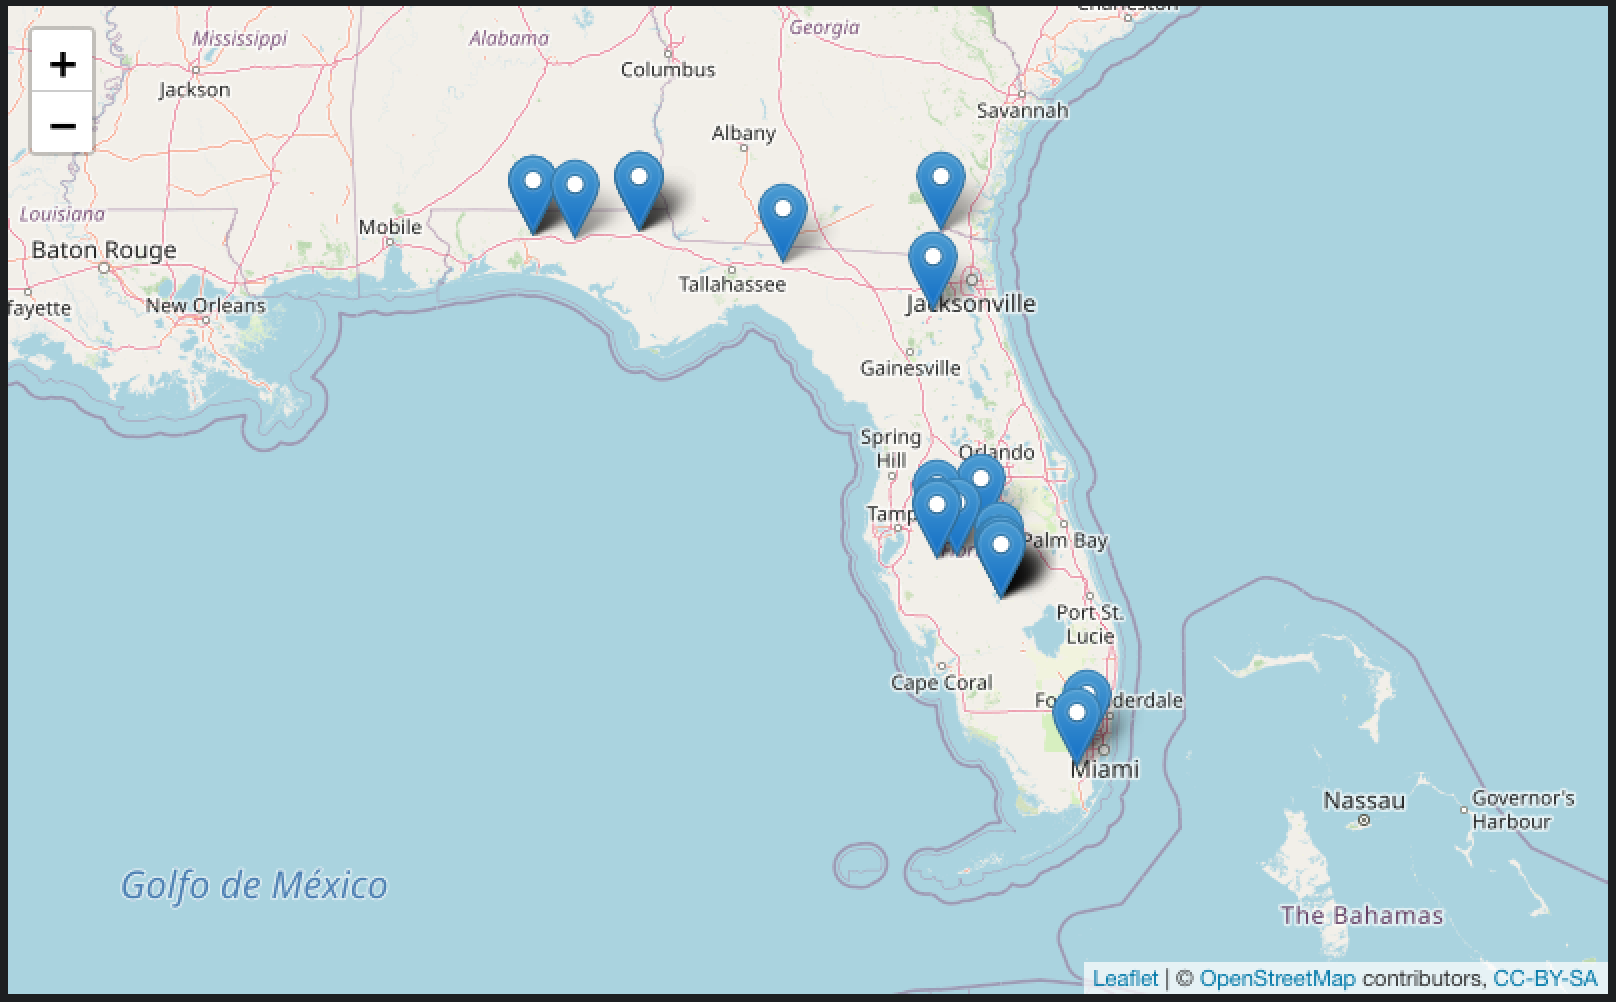 Charleston
+
−
Mississippi
Alabama
Georgia
Columbus
Jackson
Savannah
Albany
Louisiana
Mobile
Baton Rouge
Tallahassee
fayette
New Orleans
Jacksonville
Gainesville
Spring
Hill
Orlando
Tamp
Palm Bay
Port St.
Lucie
Cape Coral
Fo
derdale
Miami
Nassau
Governor's
Harbour
Golfo de México
The Bahamas
Leaflet | © OpenStreetMap contributors, CC-BY-SA